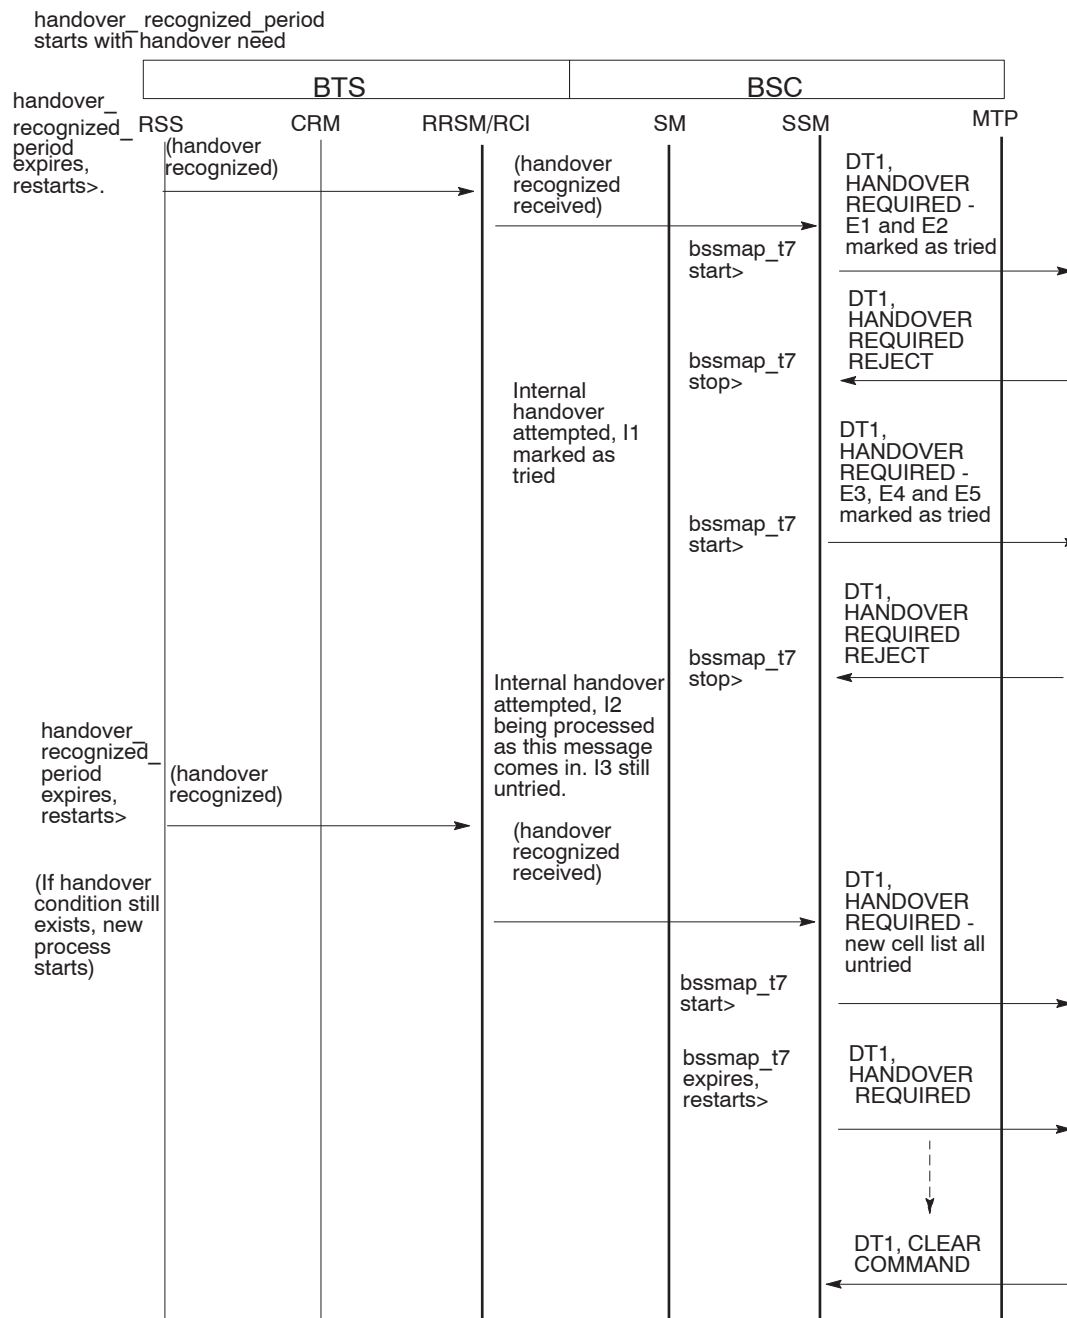 handover_ recognized_period
starts with handover need
BTS
BSC
handover_
recognized_
period
expires,
restarts>.
RSS
CRM
RRSM/RCI
SM
SSM
MTP
(handover
recognized)
(handover
recognized
received)
DT1,
HANDOVER
REQUIRED -
E1 and E2
marked as tried
bssmap_t7
start>
DT1,
HANDOVER
REQUIRED
REJECT
bssmap_t7
stop>
Internal
handover
attempted, I1
marked as
tried
DT1,
HANDOVER
REQUIRED -
E3, E4 and E5
marked as tried
bssmap_t7
start>
DT1,
HANDOVER
REQUIRED
REJECT
bssmap_t7
stop>
Internal handover
attempted, I2
being processed
as this message
comes in. I3 still
untried.
handover_
recognized_
period
expires,
restarts>
(handover
recognized)
(handover
recognized
received)
(If handover
condition still
exists, new
process
starts)
DT1,
HANDOVER
REQUIRED -
new cell list all
untried
bssmap_t7
start>
bssmap_t7
expires,
restarts>
DT1,
HANDOVER
REQUIRED
DT1, CLEAR
COMMAND